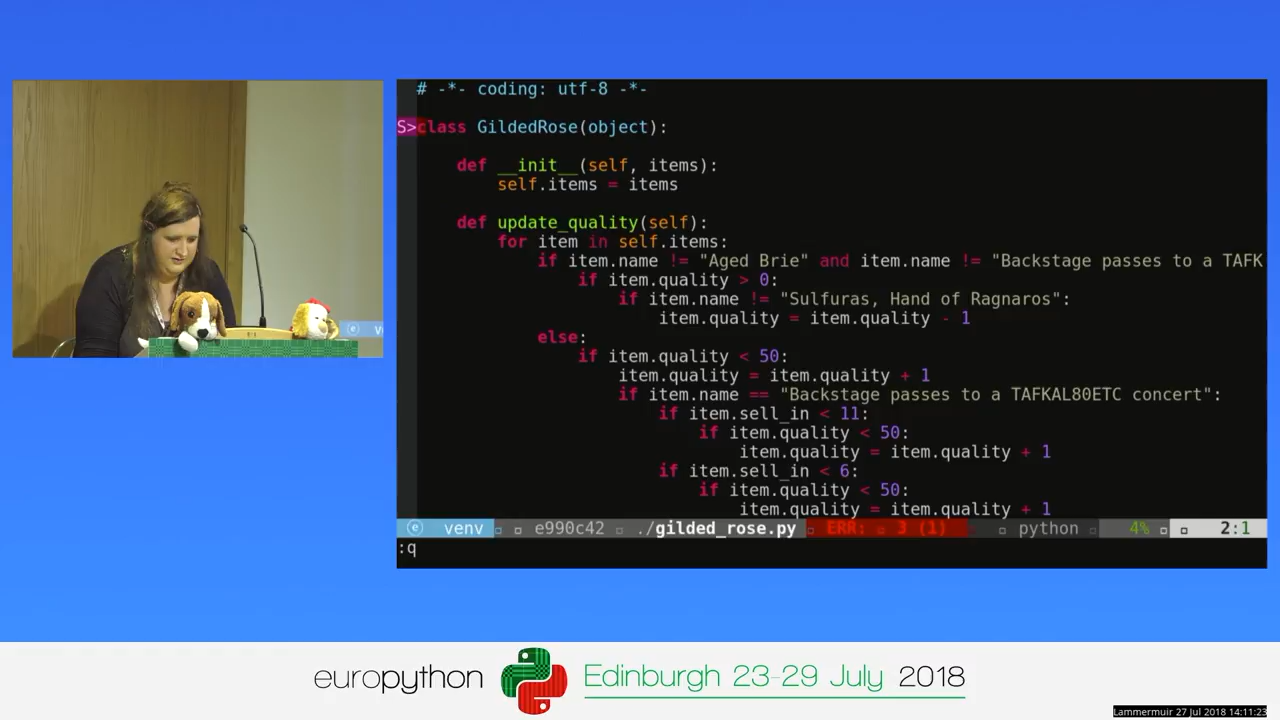 # -*- coding: utf-8 -*-
S>class GildedRose(object):
def __init__(self, items):
self.items = items
def update_quality(self):
for item in self.items:
if item.name != "Aged Brie" and item.name != "Backstage passes to a TAFK
if item.quality > 0:
if item.name != "Sulfuras, Hand of Ragnaros":
item.quality = item.quality - 1
else:
if item.quality < 50:
item.quality = item.quality + 1
if item.name == "Backstage passes to a TAFKAL80ETC concert":
if item.sell_in < 11:
if item.quality < 50:
item.quality = item.quality + 1
if item.sell_in < 6:
if item.quality < 50:
item.quality = item.quality + 1
ⓔ venv e990c42 ./gilded_rose.py ERR: 3 (1) python 4% 2:1
:q
ⓔ v
europython Edinburgh 23-29 July 2018
Lammermuir 27 Jul 2018 14:11:23